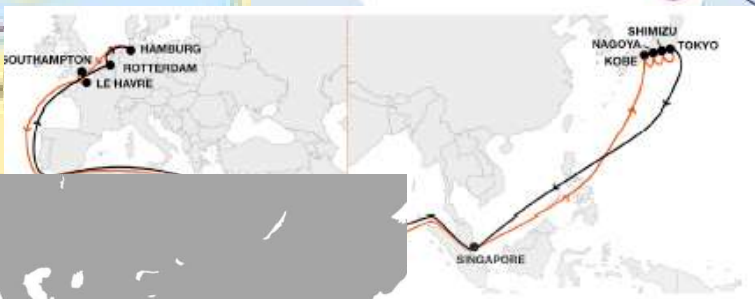 HAMBURG
SOUTHAMPTON
ROTTERDAM
LE HAVRE
SHIMIZU
NAGOYA
TOKYO
KOBE
SINGAPORE